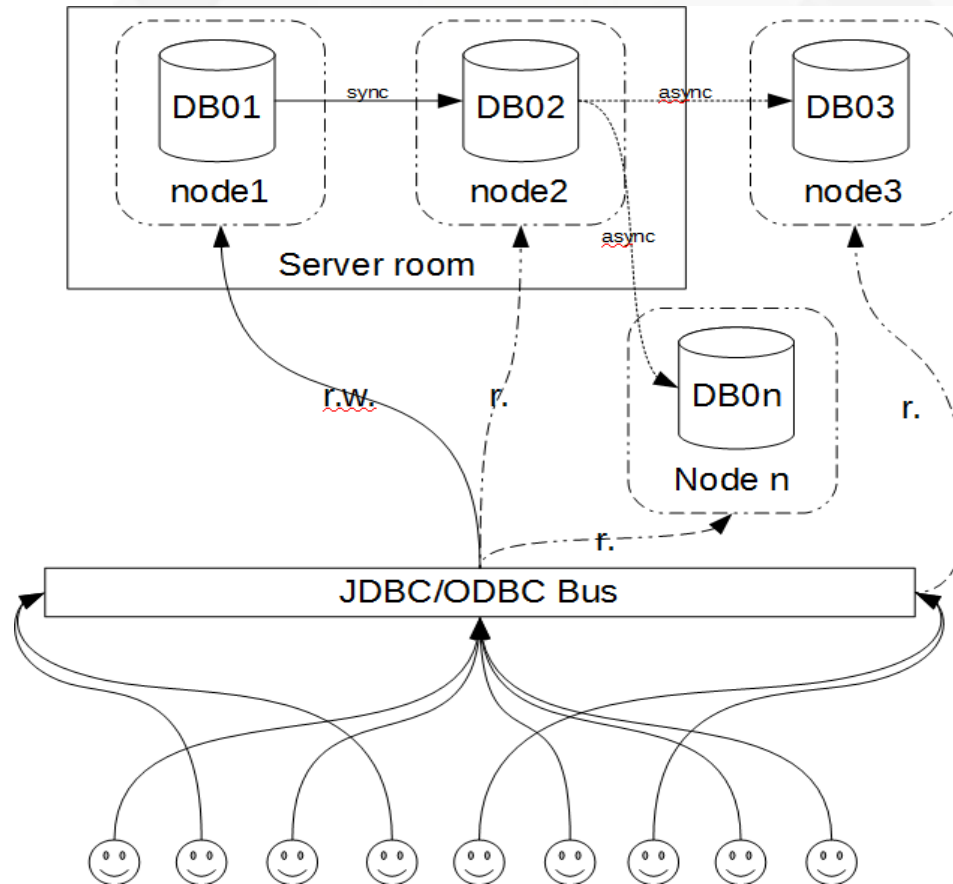 DB01
sync
DB02
async
DB03
node1
node2
node3
async
Server room
r.w.
r.
DB0n
r.
Node n
r.
JDBC/ODBC Bus